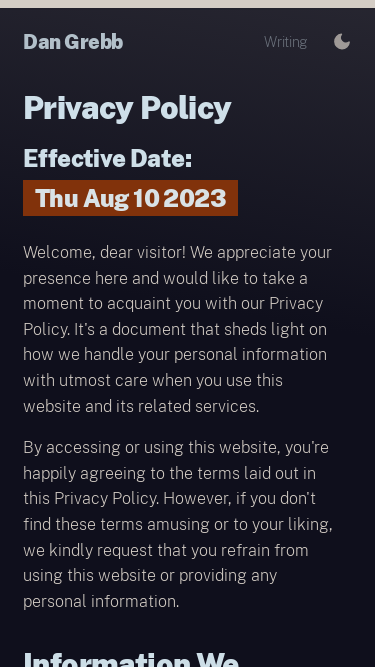 Dan Grebb
Writing
Privacy Policy
Effective Date:
Thu Aug 10 2023
Welcome, dear visitor! We appreciate your
presence here and would like to take a
moment to acquaint you with our Privacy
Policy. It's a document that sheds light on
how we handle your personal information
with utmost care when you use this
website and its related services.
By accessing or using this website, you're
happily agreeing to the terms laid out in
this Privacy Policy. However, if you don't
find these terms amusing or to your liking,
we kindly request that you refrain from
using this website or providing any
personal information.
Information We